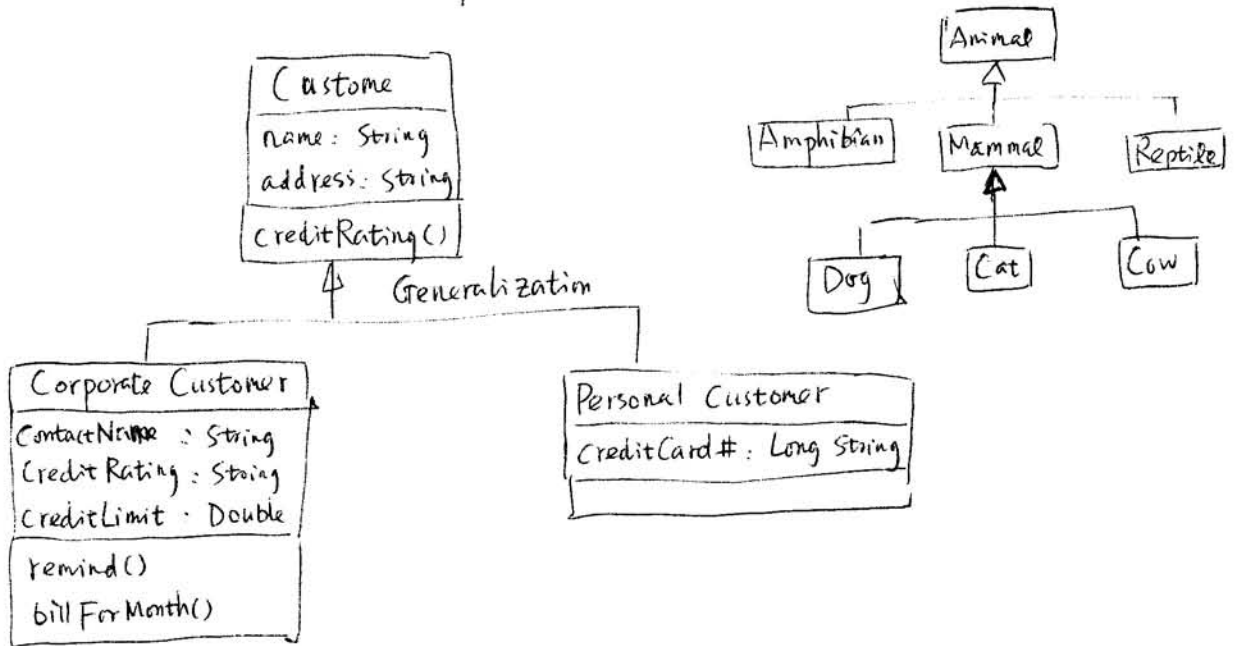 Custome
name: String
address: String
creditRating()
Generalization
Corporate Customer
ContactName : String
Credit Rating : String
CreditLimit . Double
remind()
bill For Month()
Personal Customer
CreditCard#: Long String
Animal
Amphibian
Mammal
Reptile
Dog
Cat
Cow